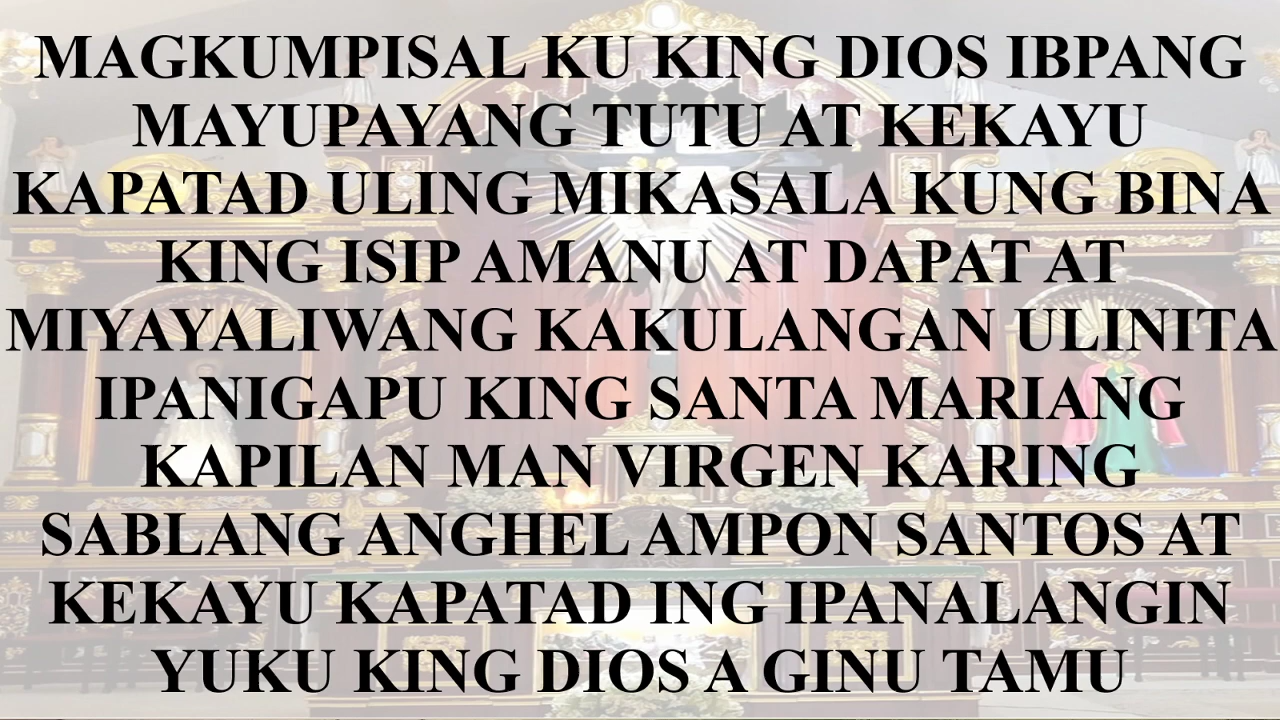 MAGKUMPISAL KU KING DIOS IBPANG
MAYUPAYANG TUTU AT KEKAYU
KAPATAD ULING MIKASALA KUNG BINA
KING ISIP AMANU AT DAPAT AT
MIYAYALIWANG KAKULANGAN ULINITA
IPANIGAPU KING SANTA MARIANG
KAPILAN MAN VIRGEN KARING
SABLANG ANGHEL AMPON SANTOS AT
KEKAYU KAPATAD ING IPANALANGIN
YUKU KING DIOS A GINU TAMU